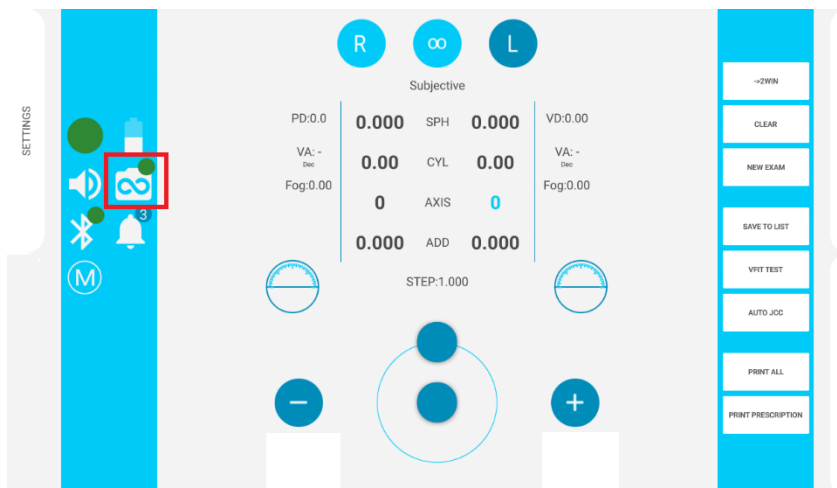 SETTINGS
3
M
R ∞ L
Subjective
PD:0.0 0.000 SPH 0.000 VD:0.00
VA: - 0.00 CYL 0.00 VA: -
Dec Dec
Fog:0.00 Fog:0.00
0 AXIS 0
0.000 ADD 0.000
STEP:1.000
− +
->2WIN
CLEAR
NEW EXAM
SAVE TO LIST
VFIT TEST
AUTO JCC
PRINT ALL
PRINT PRESCRIPTION